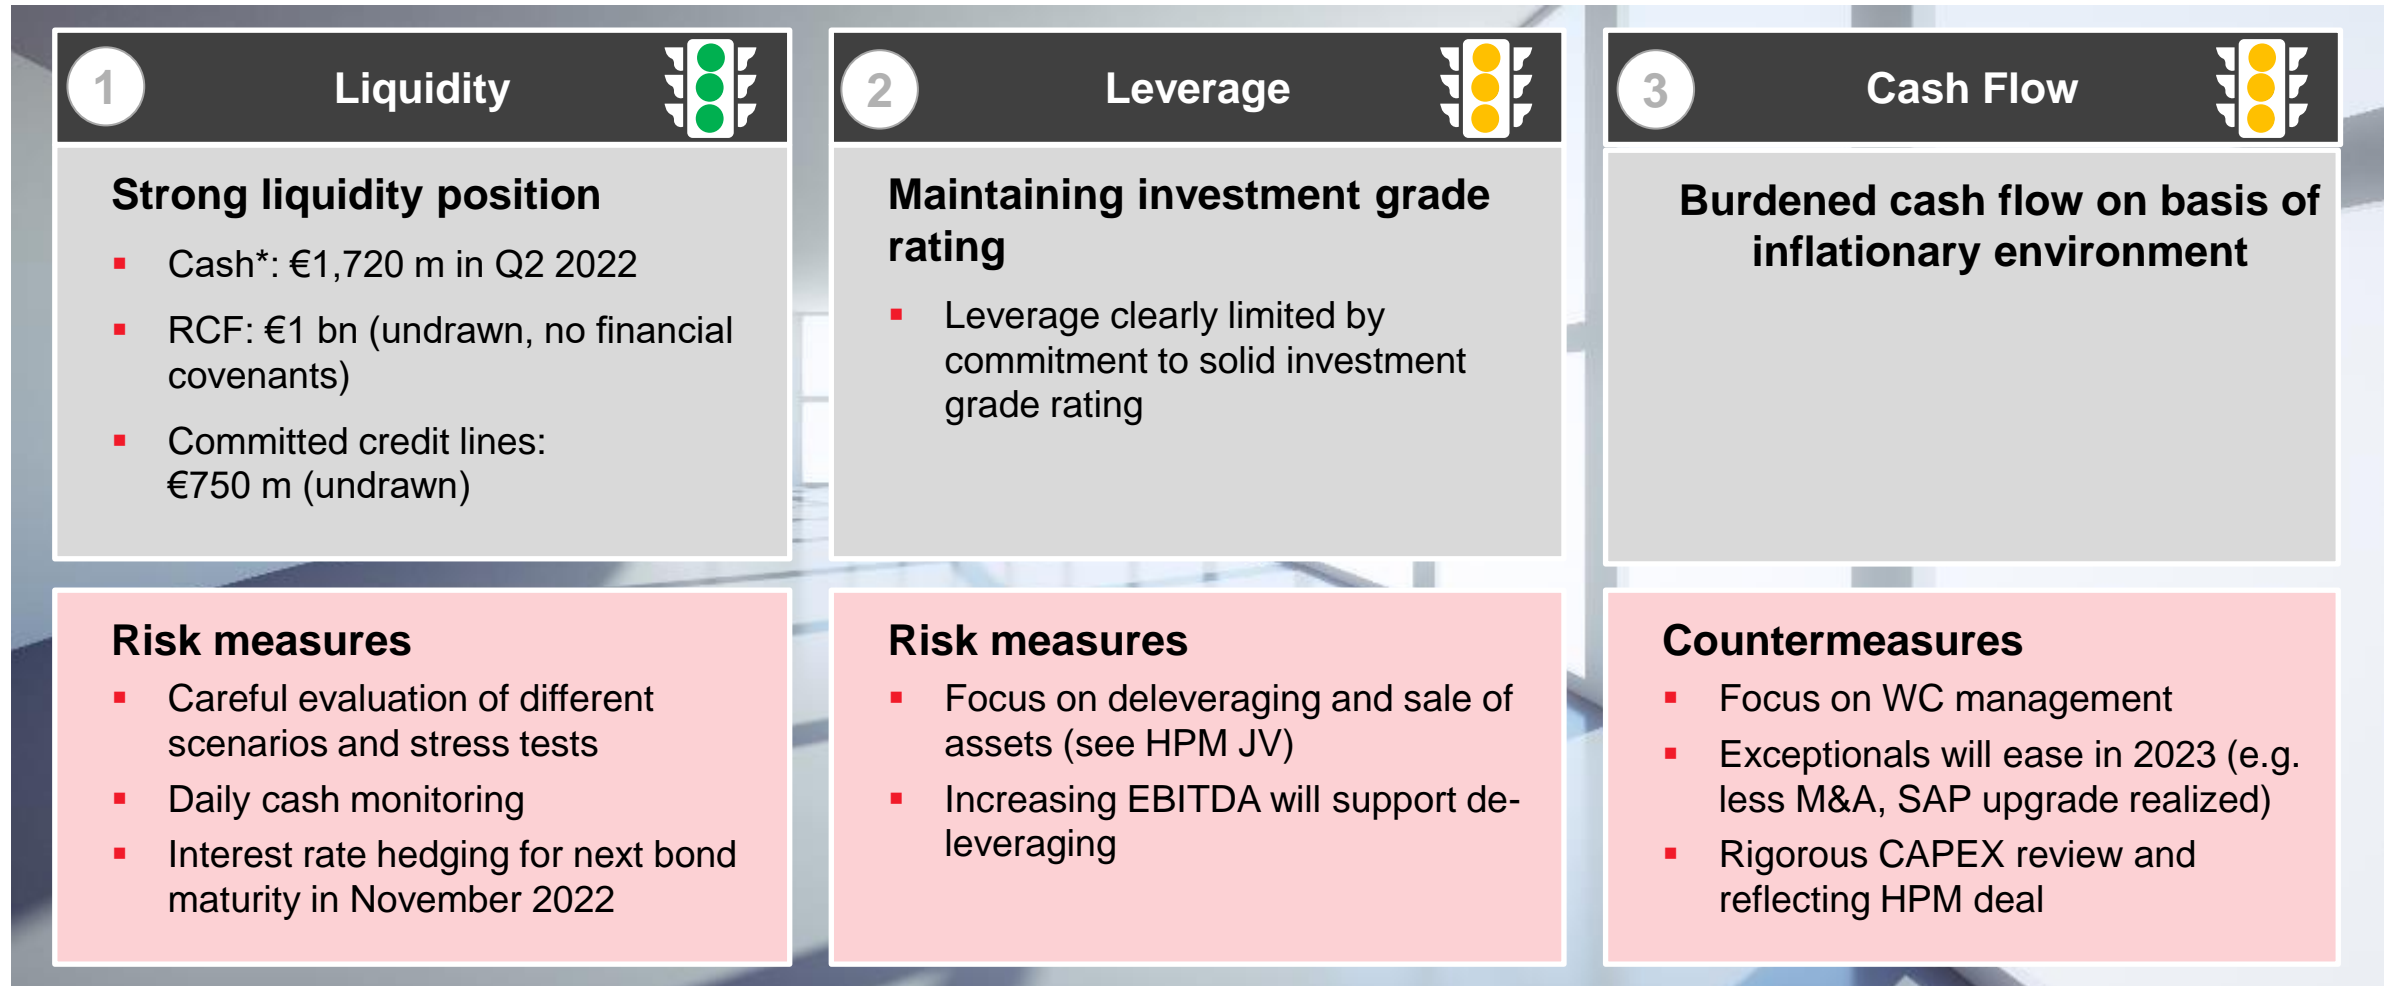 1
Liquidity
Strong liquidity position
Cash*: €1,720 m in Q2 2022
RCF: €1 bn (undrawn, no financial
covenants)
Committed credit lines:
€750 m (undrawn)
Risk measures
Careful evaluation of different
scenarios and stress tests
Daily cash monitoring
Interest rate hedging for next bond
maturity in November 2022
2
Leverage
Maintaining investment grade
rating
Leverage clearly limited by
commitment to solid investment
grade rating
Risk measures
Focus on deleveraging and sale of
assets (see HPM JV)
Increasing EBITDA will support de-
leveraging
3
Cash Flow
Burdened cash flow on basis of
inflationary environment
Countermeasures
Focus on WC management
Exceptionals will ease in 2023 (e.g.
less M&A, SAP upgrade realized)
Rigorous CAPEX review and
reflecting HPM deal